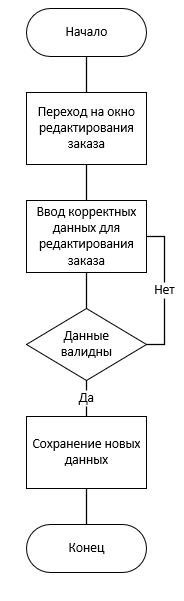 Начало
Переход на окно
редактирования
заказа
Ввод корректных
данных для
редактирования
заказа
Нет
Данные
валидны
Да
Сохранение новых
данных
Конец